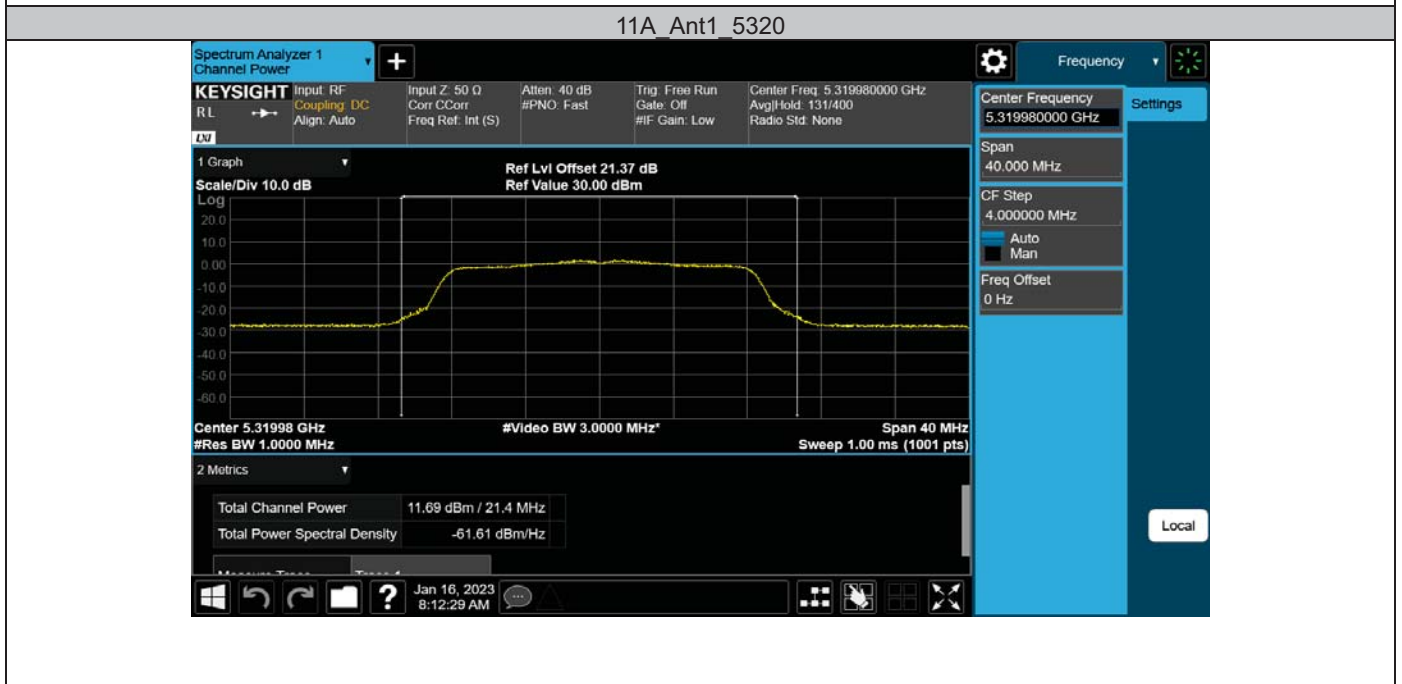 11A_Ant1_5320
Spectrum Analyzer 1
Channel Power
+
Frequency
KEYSIGHT
RL
LXI
Input: RF
Coupling: DC
Align: Auto
Input Z: 50 Ω
Corr CCorr
Freq Ref: Int (S)
Atten: 40 dB
#PNO: Fast
Trig: Free Run
Gate: Off
#IF Gain: Low
Center Freq: 5.319980000 GHz
Avg|Hold: 131/400
Radio Std: None
Center Frequency
5.319980000 GHz
Settings
Span
40.000 MHz
CF Step
4.000000 MHz
Auto
Man
Freq Offset
0 Hz
1 Graph
Scale/Div 10.0 dB
Ref Lvl Offset 21.37 dB
Ref Value 30.00 dBm
Log
20.0
10.0
0.00
-10.0
-20.0
-30.0
-40.0
-50.0
-60.0
Center 5.31998 GHz
#Res BW 1.0000 MHz
#Video BW 3.0000 MHz*
Span 40 MHz
Sweep 1.00 ms (1001 pts)
2 Metrics
Total Channel Power 11.69 dBm / 21.4 MHz
Total Power Spectral Density -61.61 dBm/Hz
Local
?
Jan 16, 2023
8:12:29 AM